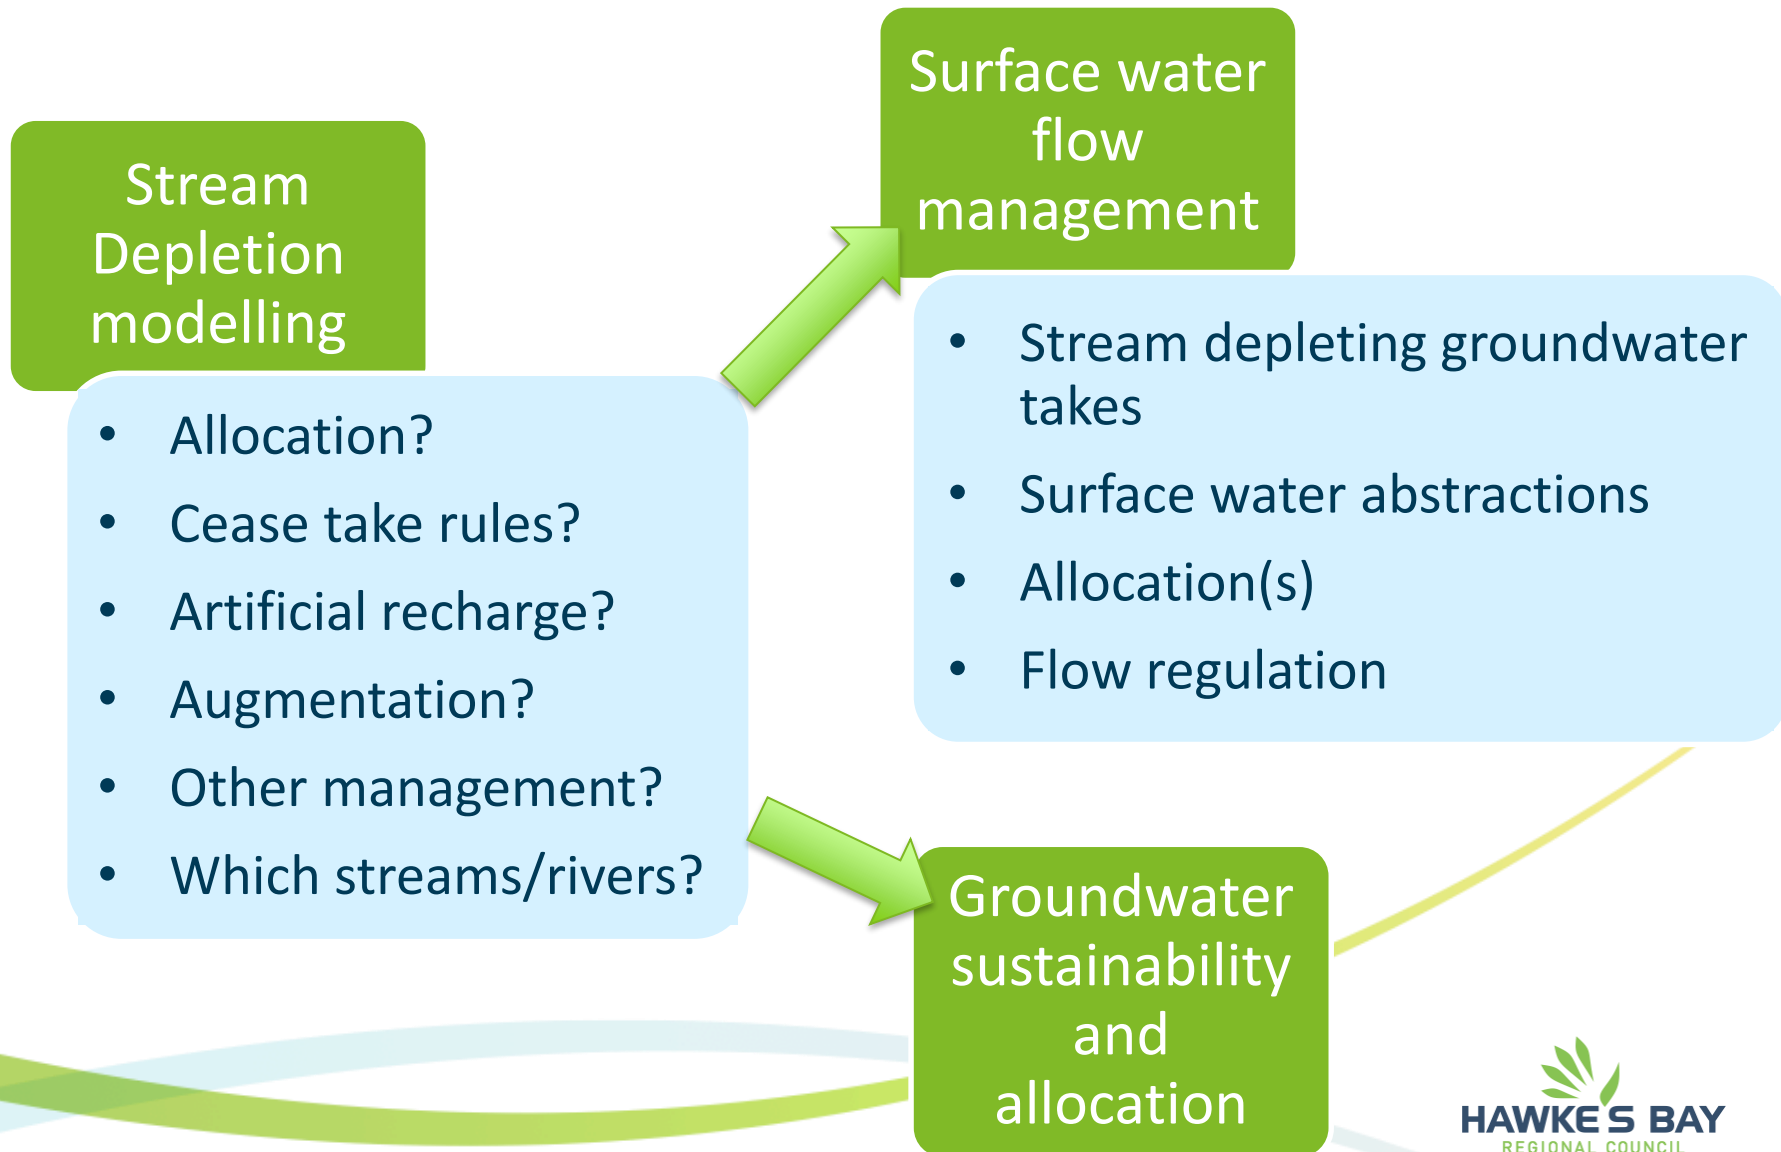 Stream
Depletion
modelling
• Allocation?
• Cease take rules?
• Artificial recharge?
• Augmentation?
• Other management?
• Which streams/rivers?
Surface water
flow
management
• Stream depleting groundwater
takes
• Surface water abstractions
• Allocation(s)
• Flow regulation
Groundwater
sustainability
and
allocation
HAWKE'S BAY
REGIONAL COUNCIL